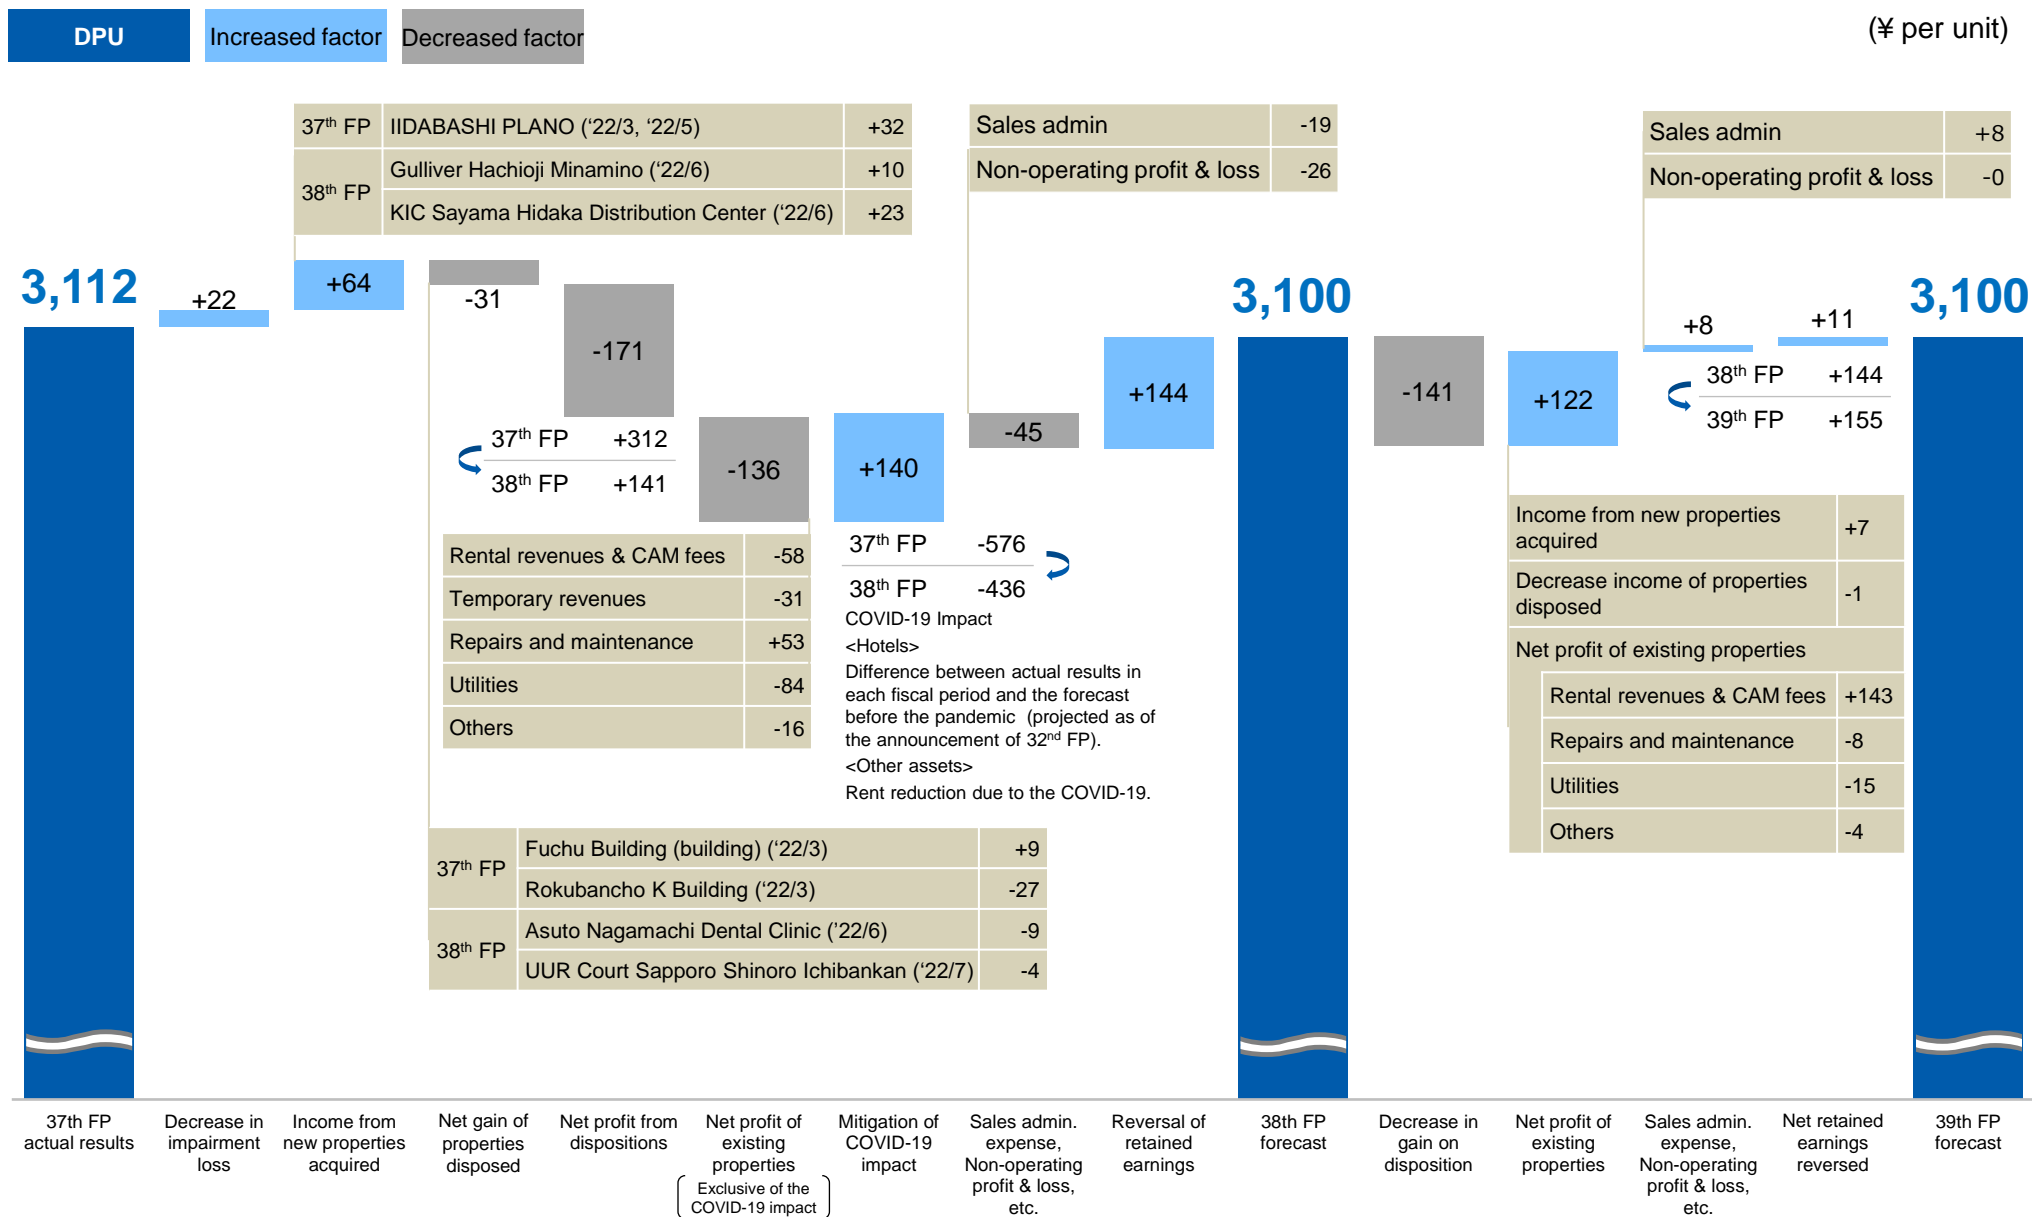 DPU
Increased factor
Decreased factor
(¥ per unit)
37th FP IIDABASHI PLANO (‘22/3, ‘22/5) +32
38th FP Gulliver Hachioji Minamino (‘22/6) +10
KIC Sayama Hidaka Distribution Center (‘22/6) +23
Sales admin -19
Non-operating profit & loss -26
Sales admin +8
Non-operating profit & loss -0
3,112
+22
+64
-31
-171
37th FP +312
38th FP +141
-136
+140
-45
+144
3,100
-141
+122
+8
+11
38th FP +144
39th FP +155
3,100
Rental revenues & CAM fees -58
Temporary revenues -31
Repairs and maintenance +53
Utilities -84
Others -16
37th FP -576
38th FP -436
COVID-19 Impact
<Hotels>
Difference between actual results in
each fiscal period and the forecast
before the pandemic (projected as of
the announcement of 32nd FP).
<Other assets>
Rent reduction due to the COVID-19.
Income from new properties
acquired +7
Decrease income of properties
disposed -1
Net profit of existing properties
Rental revenues & CAM fees +143
Repairs and maintenance -8
Utilities -15
Others -4
37th FP Fuchu Building (building) (‘22/3) +9
Rokubancho K Building (‘22/3) -27
38th FP Asuto Nagamachi Dental Clinic (’22/6) -9
UUR Court Sapporo Shinoro Ichibankan (‘22/7) -4
37th FP
actual results
Decrease in
impairment
loss
Income from
new properties
acquired
Net gain of
properties
disposed
Net profit from
dispositions
Net profit of
existing
properties
Exclusive of the
COVID-19 impact
Mitigation of
COVID-19
impact
Sales admin.
expense,
Non-operating
profit & loss,
etc.
Reversal of
retained
earnings
38th FP
forecast
Decrease in
gain on
disposition
Net profit of
existing
properties
Sales admin.
expense,
Non-operating
profit & loss,
etc.
Net retained
earnings
reversed
39th FP
forecast